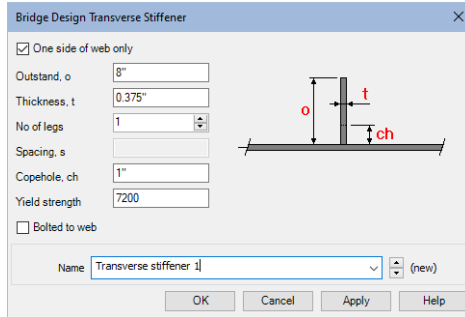 Bridge Design Transverse Stiffener
One side of web only
Outstand, o 8"
Thickness, t 0.375"
No of legs 1
Spacing, s
Copehole, ch 1"
Yield strength 7200
Bolted to web
o
t
ch
Name Transverse stiffener 1 (new)
OK Cancel Apply Help